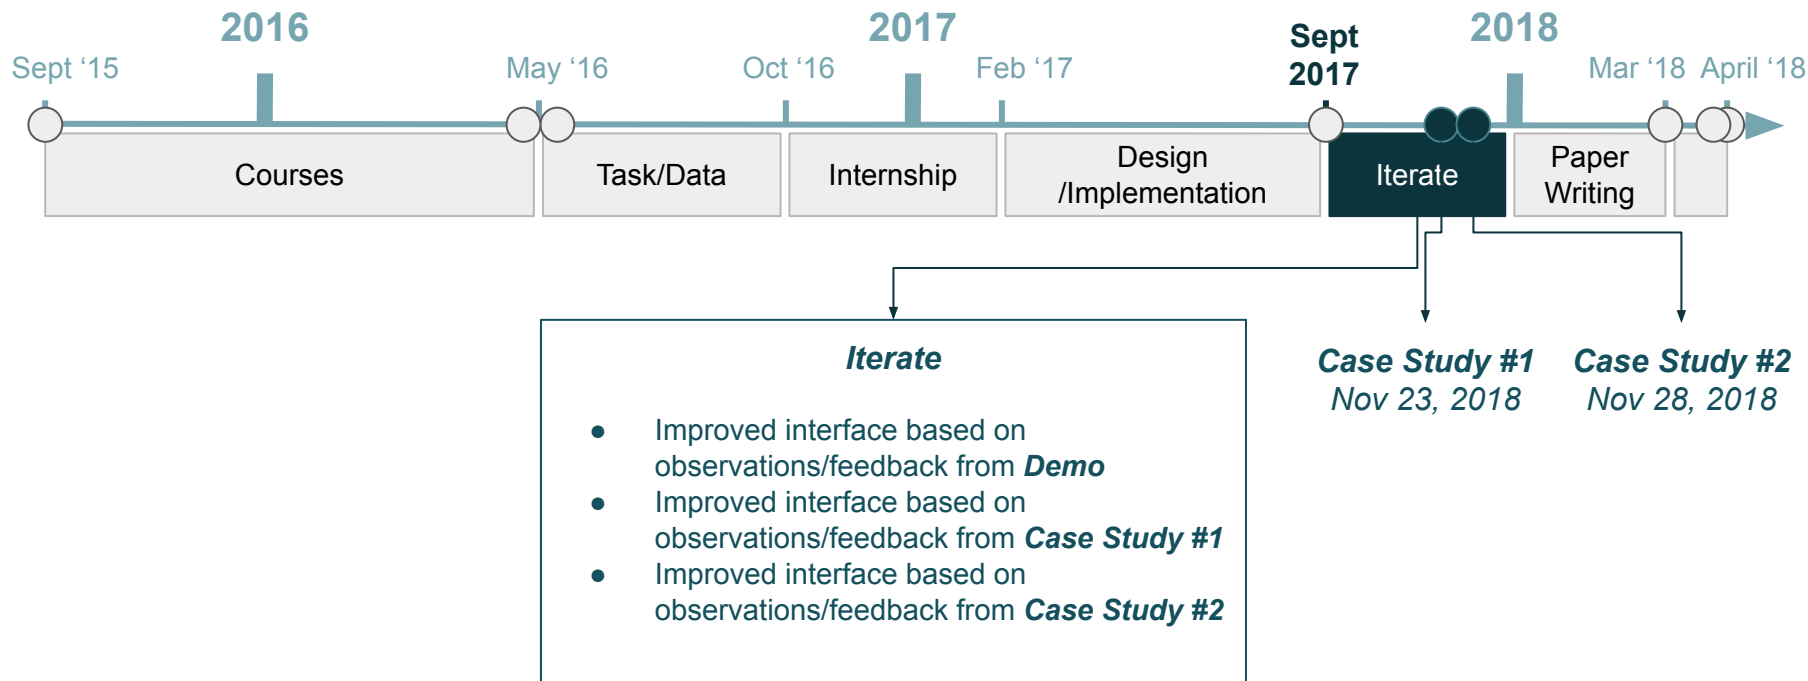 2016
2017
2018
Sept
2017
Sept ‘15
May ‘16
Oct ‘16
Feb ‘17
Mar ‘18
April ‘18
Courses
Task/Data
Internship
Design
/Implementation
Iterate
Paper
Writing
Iterate
● Improved interface based on
observations/feedback from Demo
● Improved interface based on
observations/feedback from Case Study #1
● Improved interface based on
observations/feedback from Case Study #2
Case Study #1
Nov 23, 2018
Case Study #2
Nov 28, 2018